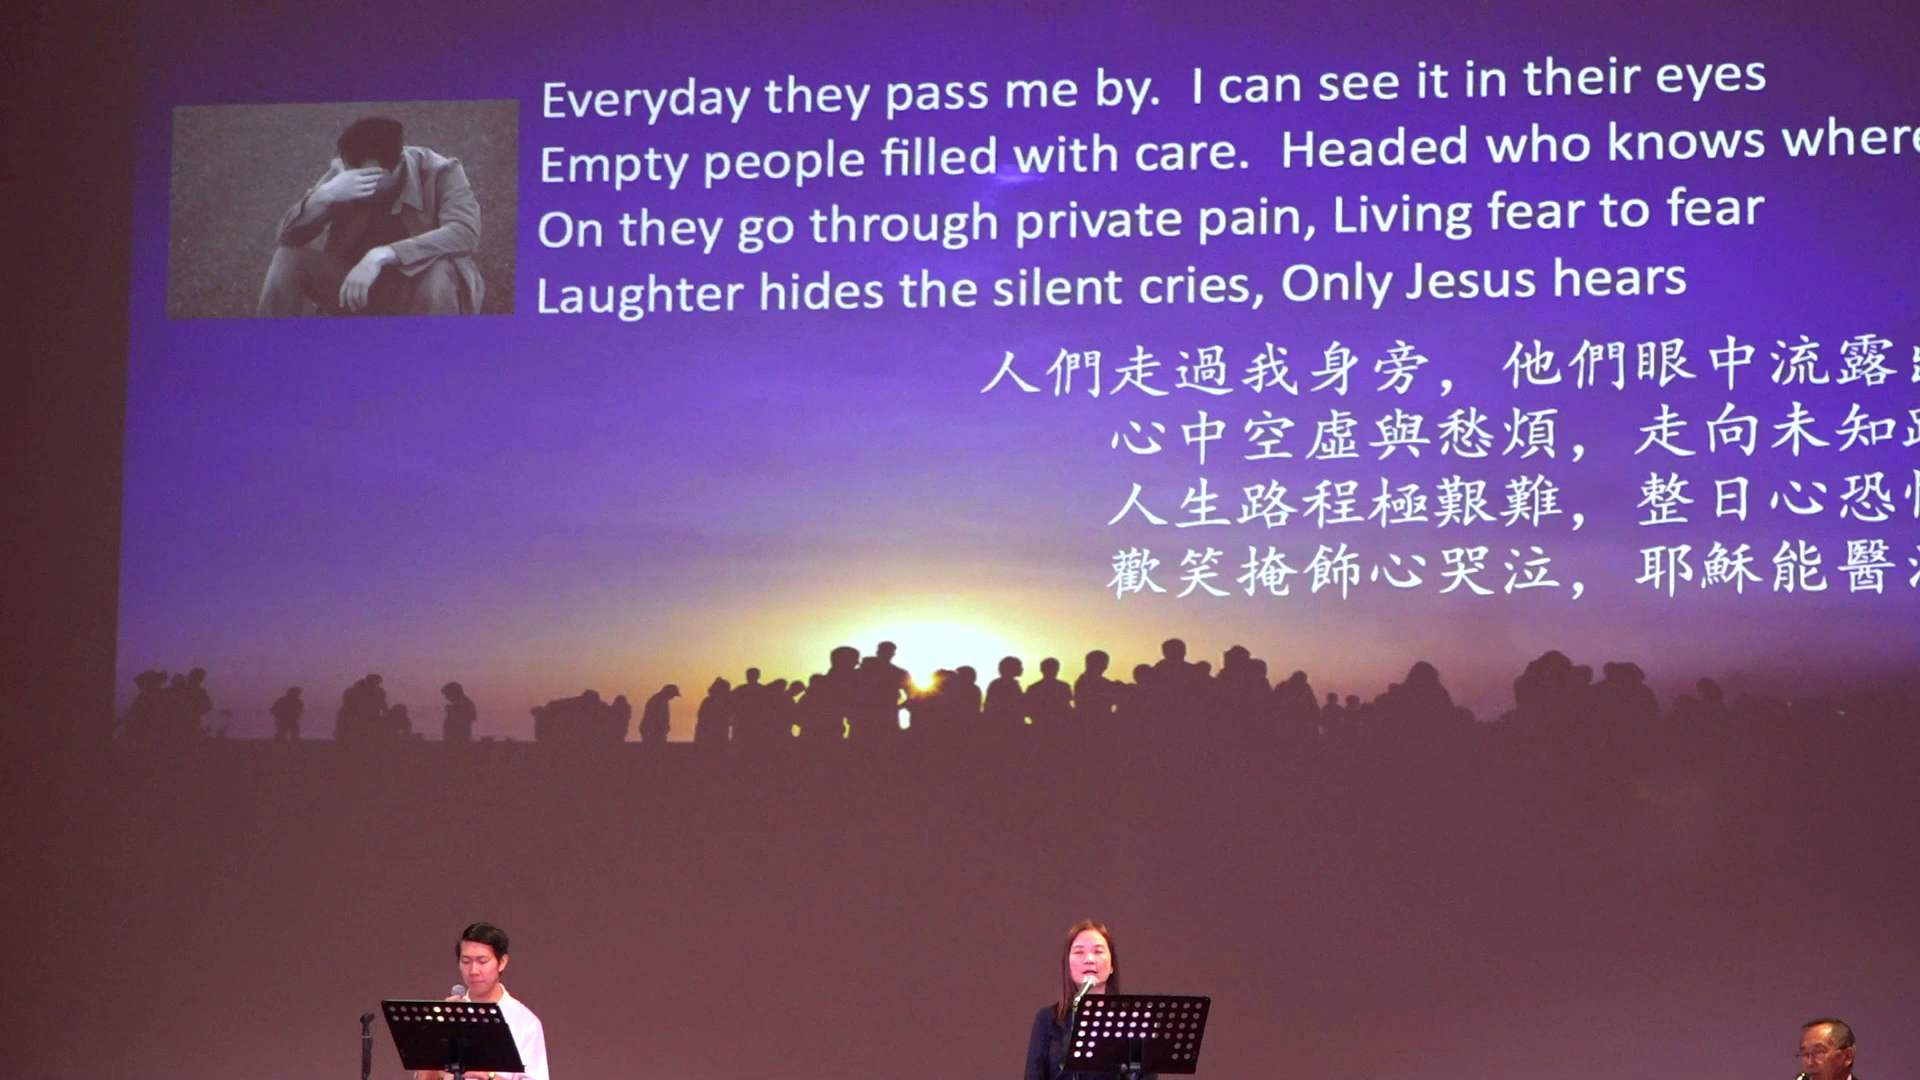 Everyday they pass me by. I can see it in their eyes
Empty people filled with care. Headed who knows where
On they go through private pain, Living fear to fear
Laughter hides the silent cries, Only Jesus hears
人們走過我身旁，他們眼中流露
心中空虛與愁煩，走向未知
人生路程極艱難，整日心恐
歡笑掩飾心哭泣，耶穌能醫